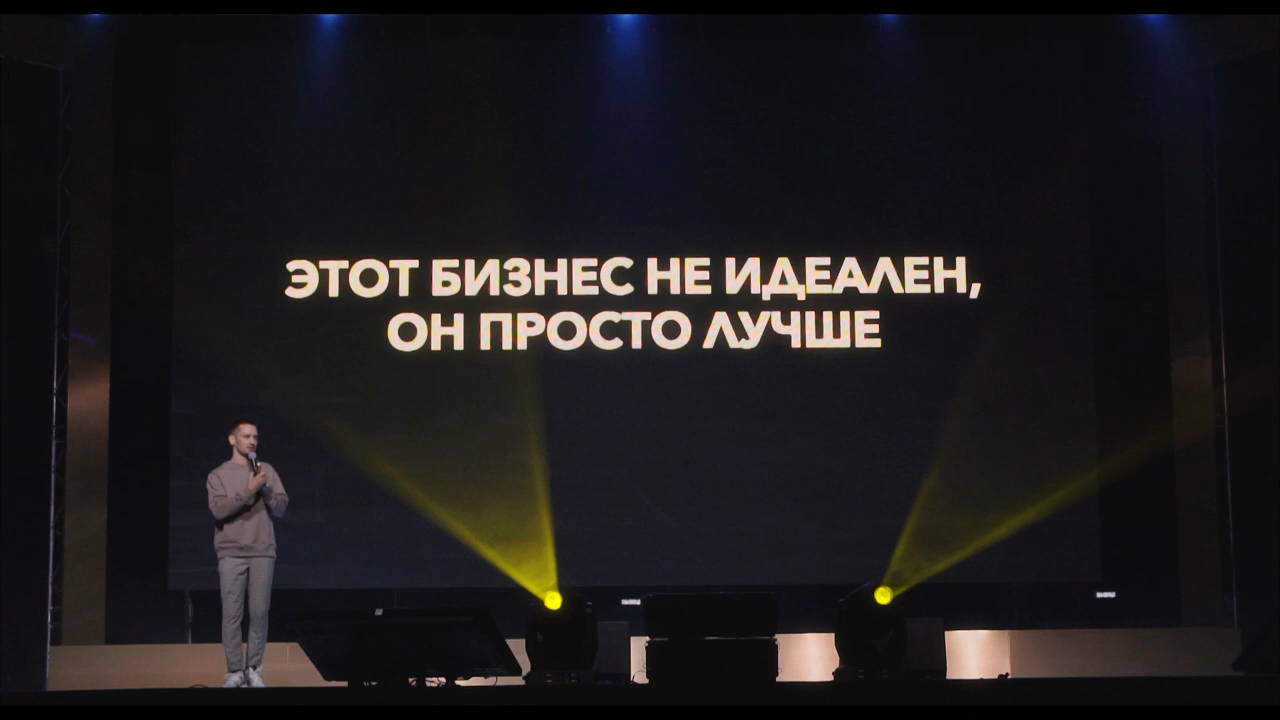 ЭТОТ БИЗНЕС НЕ ИДЕАЛЕН,
ОН ПРОСТО ЛУЧШЕ